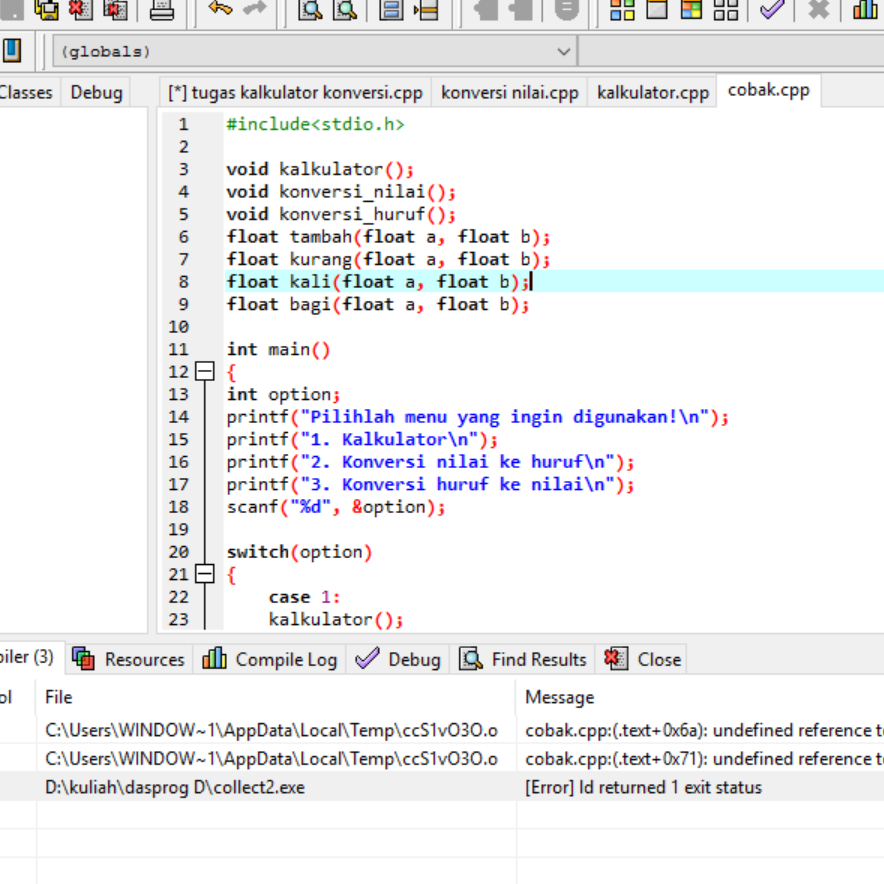 (globals)
Classes Debug [*] tugas kalkulator konversi.cpp konversi nilai.cpp kalkulator.cpp cobak.cpp
1 #include<stdio.h>
2
3 void kalkulator();
4 void konversi_nilai();
5 void konversi_huruf();
6 float tambah(float a, float b);
7 float kurang(float a, float b);
8 float kali(float a, float b);
9 float bagi(float a, float b);
10
11 int main()
12 {
13 int option;
14 printf("Pilihlah menu yang ingin digunakan!\n");
15 printf("1. Kalkulator\n");
16 printf("2. Konversi nilai ke huruf\n");
17 printf("3. Konversi huruf ke nilai\n");
18 scanf("%d", &option);
19
20 switch(option)
21 {
22 case 1:
23 kalkulator();
piler (3) Resources Compile Log Debug Find Results Close
ol File Message
C:\Users\WINDOW~1\AppData\Local\Temp\ccS1vO3O.o cobak.cpp:(.text+0x6a): undefined reference t
C:\Users\WINDOW~1\AppData\Local\Temp\ccS1vO3O.o cobak.cpp:(.text+0x71): undefined reference t
D:\kuliah\dasprog D\collect2.exe [Error] ld returned 1 exit status